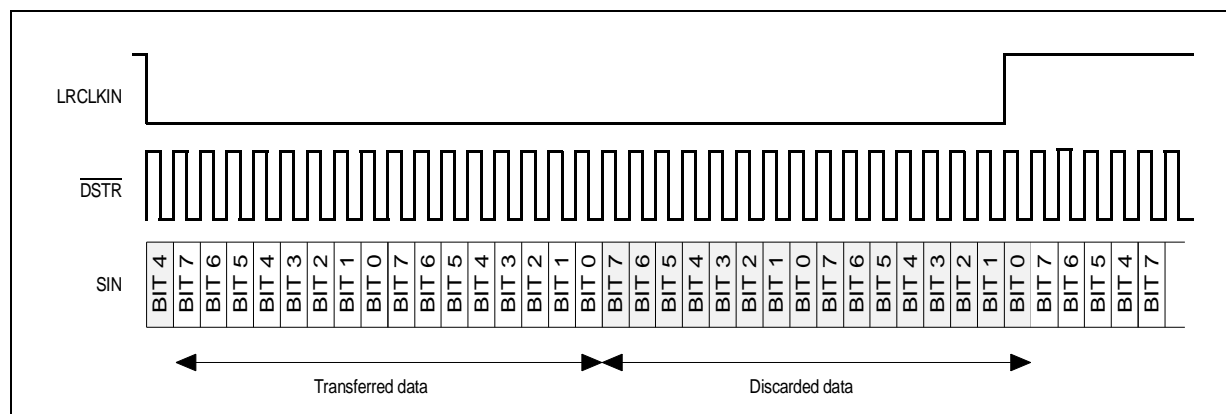 LRCLKIN
DSTR
SIN
BIT 4
BIT 7
BIT 6
BIT 5
BIT 4
BIT 3
BIT 2
BIT 1
BIT 0
BIT 7
BIT 6
BIT 5
BIT 4
BIT 3
BIT 2
BIT 1
BIT 0
BIT 7
BIT 6
BIT 5
BIT 4
BIT 3
BIT 2
BIT 1
BIT 0
BIT 7
BIT 6
BIT 5
BIT 4
BIT 3
BIT 2
BIT 1
BIT 0
BIT 7
BIT 6
BIT 5
BIT 4
BIT 7
Transferred data
Discarded data